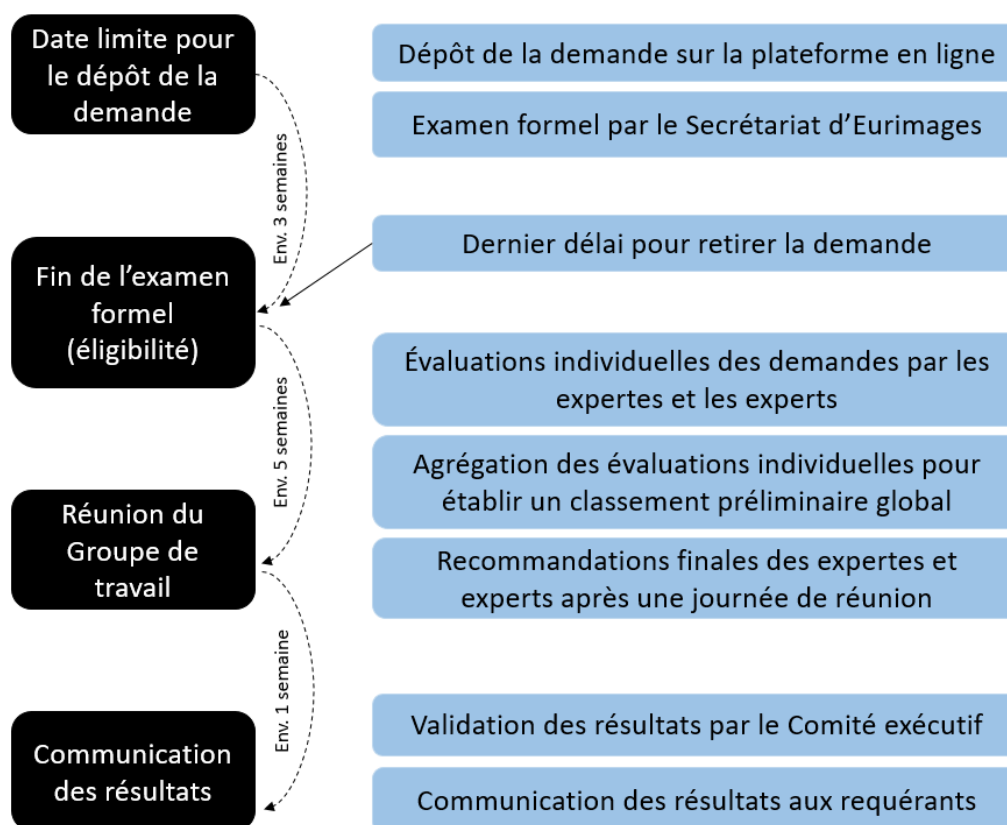 Date limite pour
le dépôt de la
demande
Dépôt de la demande sur la plateforme en ligne
Examen formel par le Secrétariat d’Eurimages
Env. 3 semaines
Dernier délai pour retirer la demande
Fin de l’examen
formel
(éligibilité)
Évaluations individuelles des demandes par les
expertes et les experts
Env. 5 semaines
Agrégation des évaluations individuelles pour
établir un classement préliminaire global
Réunion du
Groupe de
travail
Recommandations finales des expertes et
experts après une journée de réunion
Env. 1 semaine
Validation des résultats par le Comité exécutif
Communication
des résultats
Communication des résultats aux requérants